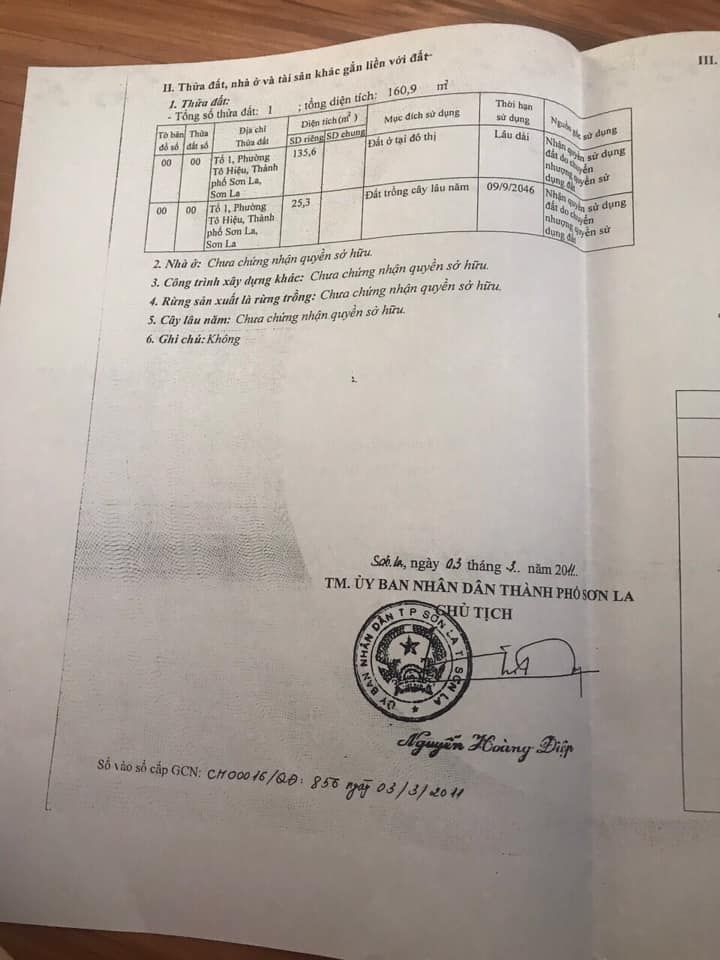 III.
II. Thửa đất, nhà ở và tài sản khác gắn liền với đất
1. Thửa đất:
- Tổng số thửa đất: 1 ; tổng diện tích: 160,9 m²
Tờ bản đồ số Thửa đất số Địa chỉ Thửa đất Diện tích (m²) Mục đích sử dụng Thời hạn sử dụng Nguồn gốc sử dụng
SD riêng SD chung
00 00 Tổ 1, Phường 135,6 Đất ở tại đô thị Lâu dài Nhận quyền sử dụng
Tô Hiệu, Thành đất do chuyển
phố Sơn La, nhượng quyền sử
Sơn La dụng đất
00 00 Tổ 1, Phường 25,3 Đất trồng cây lâu năm 09/9/2046 Nhận quyền sử dụng
Tô Hiệu, Thành đất do chuyển
phố Sơn La, nhượng quyền sử
Sơn La dụng đất
2. Nhà ở: Chưa chứng nhận quyền sở hữu.
3. Công trình xây dựng khác: Chưa chứng nhận quyền sở hữu.
4. Rừng sản xuất là rừng trồng: Chưa chứng nhận quyền sở hữu.
5. Cây lâu năm: Chưa chứng nhận quyền sở hữu.
6. Ghi chú: Không
Sơn La, ngày 03 tháng 3. năm 2011.
TM. ỦY BAN NHÂN DÂN THÀNH PHỐ SƠN LA
CHỦ TỊCH
ỦY BAN NHÂN DÂN T P SƠN LA T SƠN LA
Nguyễn Hoàng Điệp
Số vào sổ cấp GCN: CH00016/QĐ: 856 ngày 03/3/2011